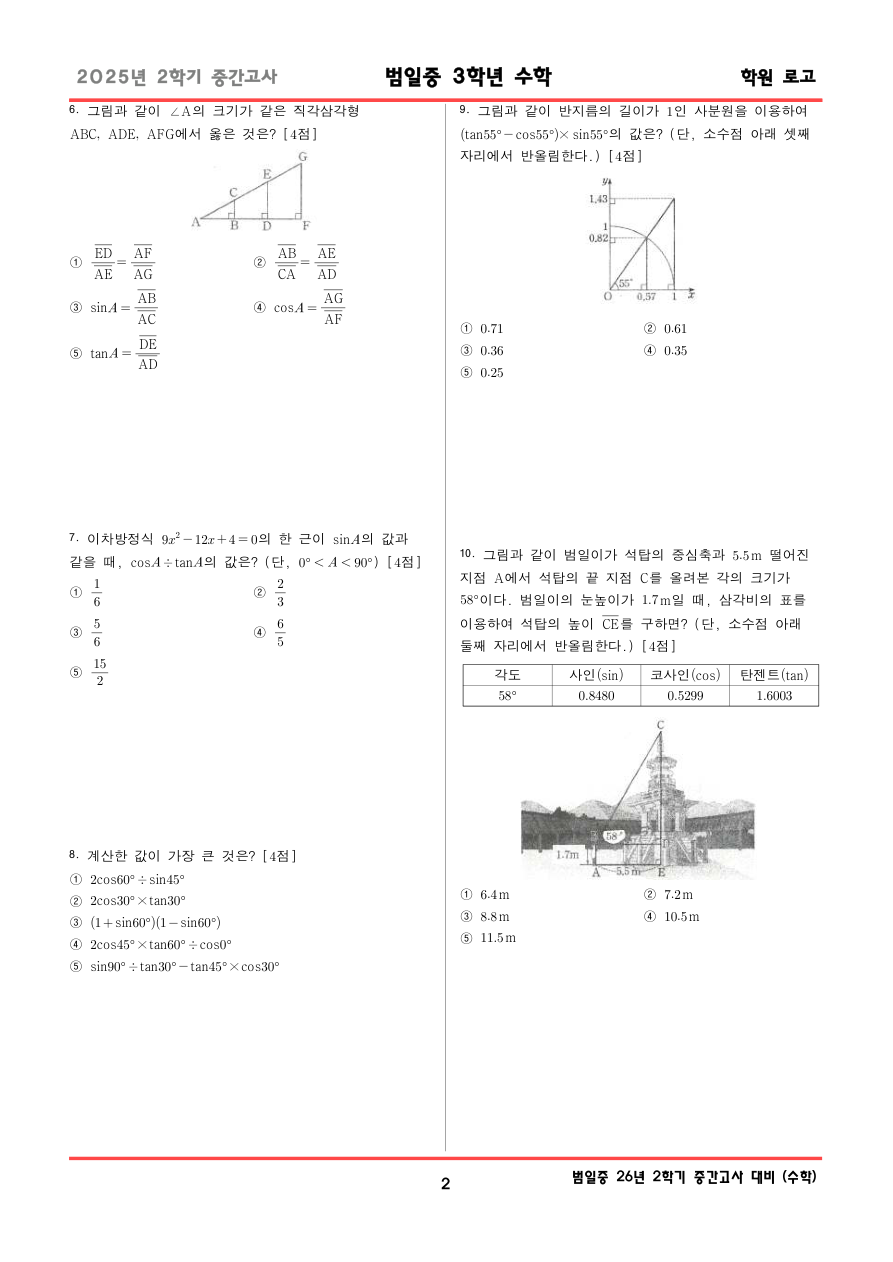 2025년 2학기 중간고사
범일중 3학년 수학
학원 로고
6. 그림과 같이 ∠A의 크기가 같은 직각삼각형
ABC, ADE, AFG에서 옳은 것은? [4점]
G
E
C
A B D F
① ED/AE = AF/AG
② AB/CA = AE/AD
③ sinA = AB/AC
④ cosA = AG/AF
⑤ tanA = DE/AD
7. 이차방정식 9x²-12x+4=0의 한 근이 sinA의 값과
같을 때, cosA÷tanA의 값은? (단, 0°<A<90°) [4점]
① 1/6
② 2/3
③ 5/6
④ 6/5
⑤ 15/2
8. 계산한 값이 가장 큰 것은? [4점]
① 2cos60°÷sin45°
② 2cos30°×tan30°
③ (1+sin60°)(1-sin60°)
④ 2cos45°×tan60°÷cos0°
⑤ sin90°÷tan30°-tan45°×cos30°
9. 그림과 같이 반지름의 길이가 1인 사분원을 이용하여
(tan55°-cos55°)×sin55°의 값은? (단, 소수점 아래 셋째
자리에서 반올림한다.) [4점]
y
1.43
1
0.82
55°
O 0.57 1 x
① 0.71
② 0.61
③ 0.36
④ 0.35
⑤ 0.25
10. 그림과 같이 범일이가 석탑의 중심축과 5.5m 떨어진
지점 A에서 석탑의 끝 지점 C를 올려본 각의 크기가
58°이다. 범일이의 눈높이가 1.7m일 때, 삼각비의 표를
이용하여 석탑의 높이 CE를 구하면? (단, 소수점 아래
둘째 자리에서 반올림한다.) [4점]
각도 사인(sin) 코사인(cos) 탄젠트(tan)
58° 0.8480 0.5299 1.6003
C
58°
1.7m
A 5.5m E
① 6.4m
② 7.2m
③ 8.8m
④ 10.5m
⑤ 11.5m
2
범일중 26년 2학기 중간고사 대비 (수학)